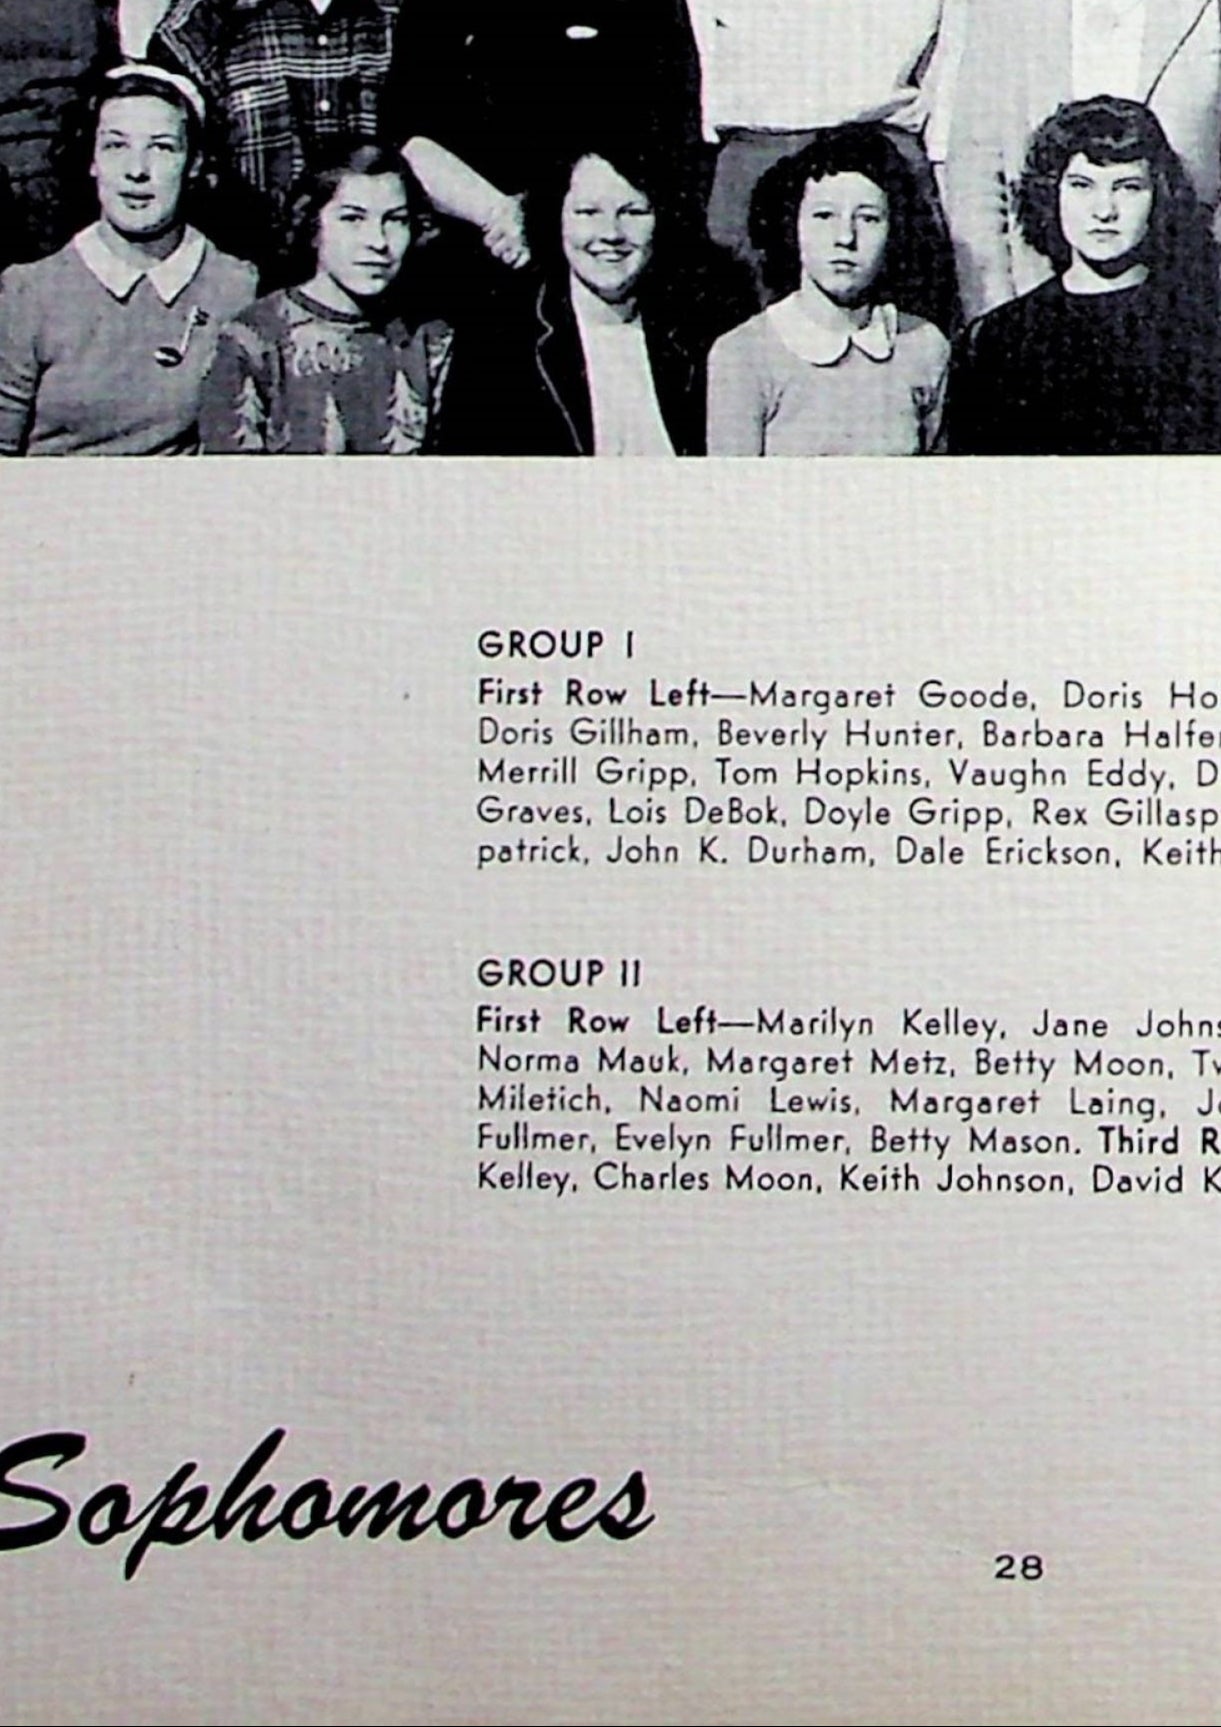 GROUP I
First Row Left—Margaret Goode, Doris Ho
Doris Gillham, Beverly Hunter, Barbara Halfe
Merrill Gripp, Tom Hopkins, Vaughn Eddy, D
Graves, Lois DeBok, Doyle Gripp, Rex Gillasp
patrick, John K. Durham, Dale Erickson, Keith
GROUP II
First Row Left—Marilyn Kelley, Jane Johns
Norma Mauk, Margaret Metz, Betty Moon, Tw
Miletich, Naomi Lewis, Margaret Laing, Jo
Fullmer, Evelyn Fullmer, Betty Mason. Third R
Kelley, Charles Moon, Keith Johnson, David K
Sophomores
28